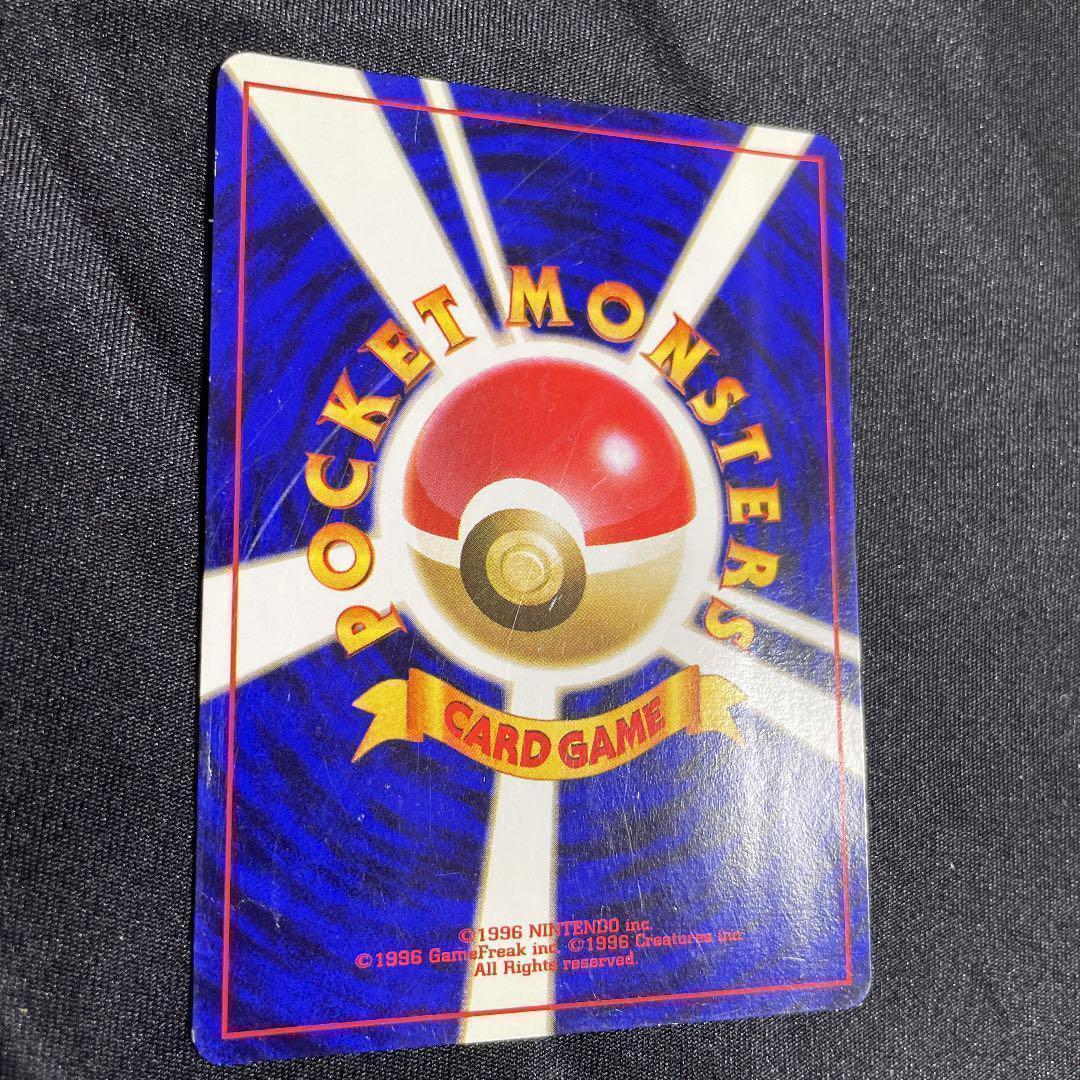 POCKET MONSTERS
CARD GAME
©1996 NINTENDO inc.
©1996 GameFreak inc. ©1996 Creatures inc.
All Rights reserved.